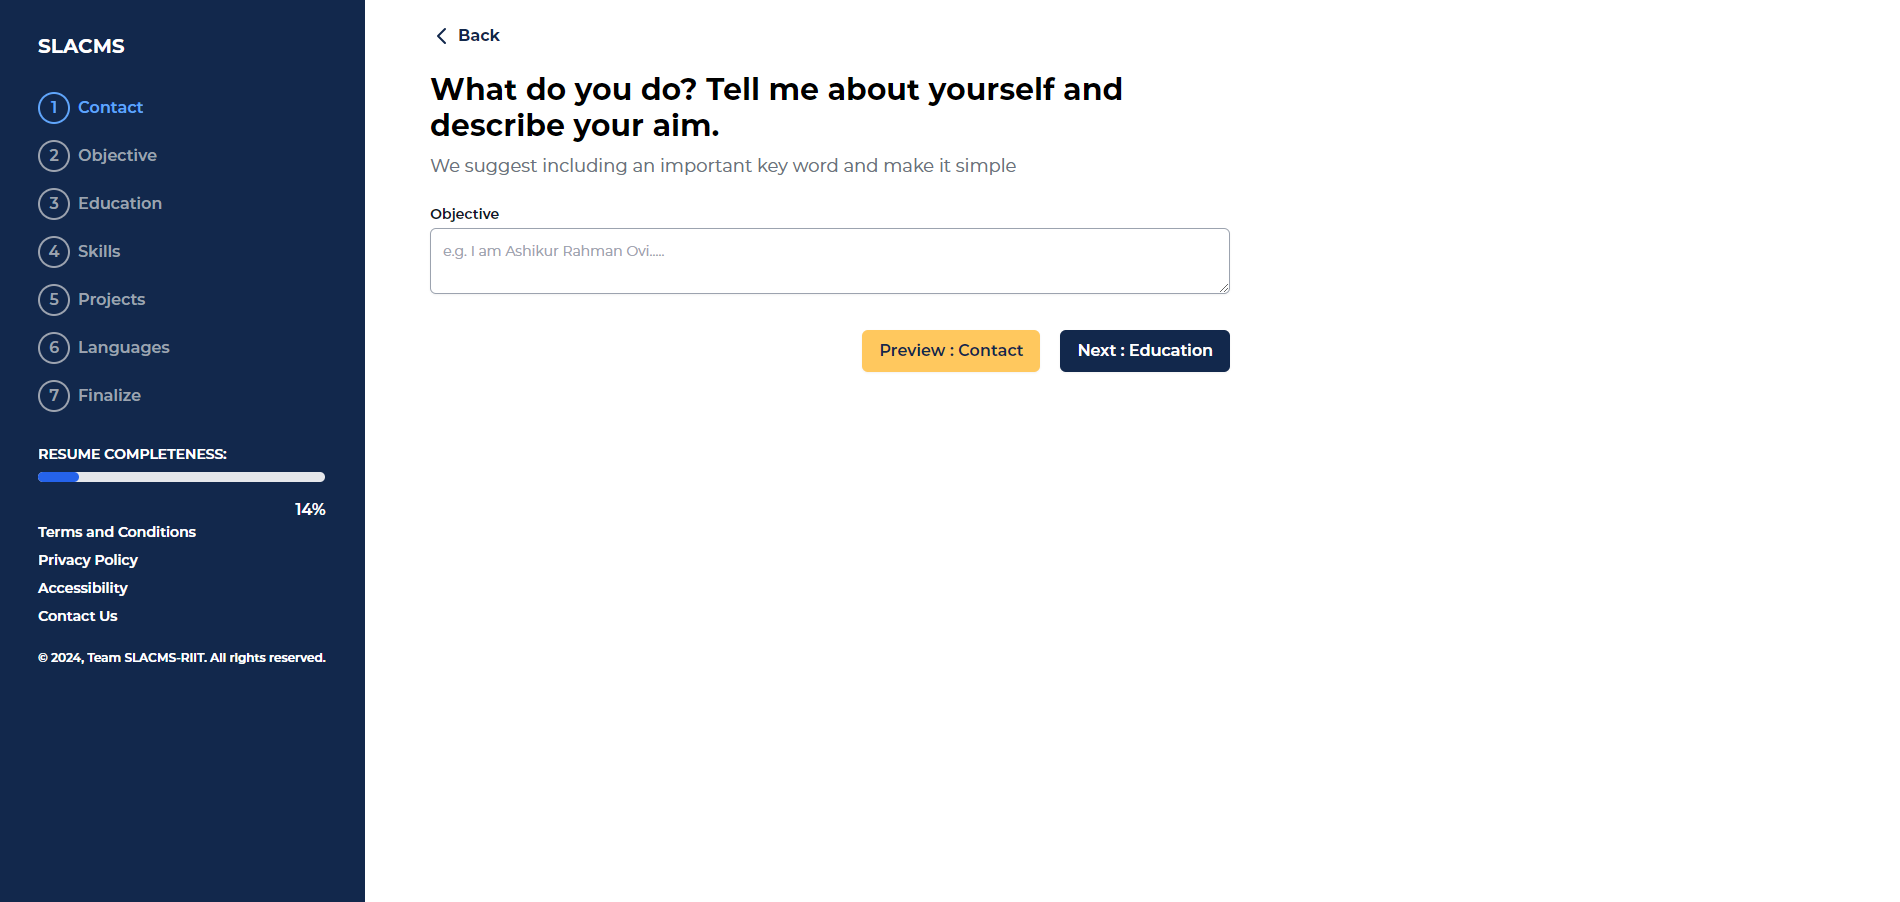 SLACMS
1 Contact
2 Objective
3 Education
4 Skills
5 Projects
6 Languages
7 Finalize
RESUME COMPLETENESS:
14%
Terms and Conditions
Privacy Policy
Accessibility
Contact Us
© 2024, Team SLACMS-RIIT. All rights reserved.
Back
What do you do? Tell me about yourself and
describe your aim.
We suggest including an important key word and make it simple
Objective
e.g. I am Ashikur Rahman Ovi.....
Preview : Contact
Next : Education